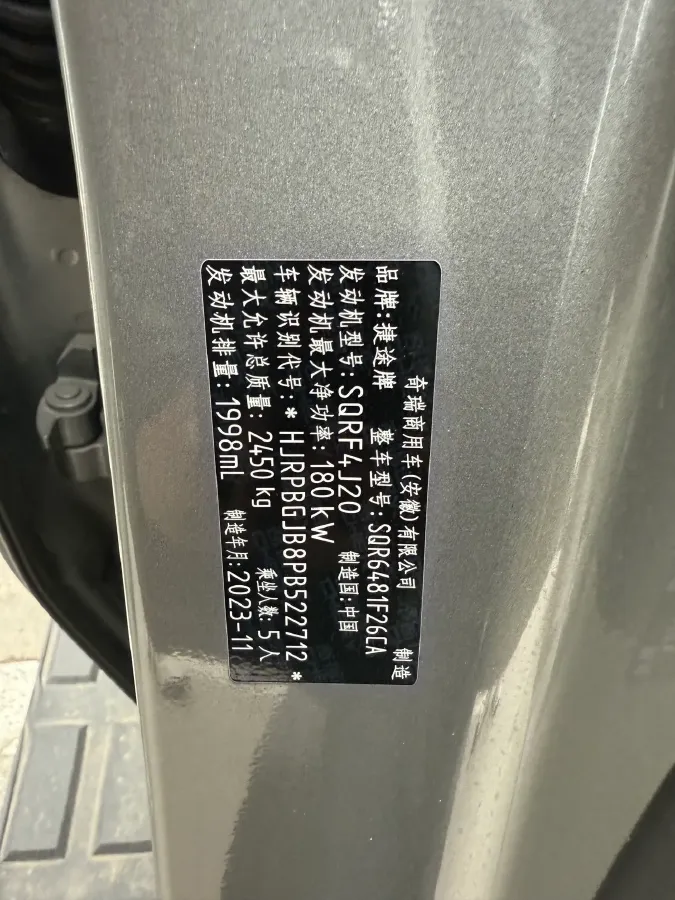 奇瑞商用车(安徽)有限公司 制造
品牌:捷途牌 整车型号:SQR6481F26CA
发动机型号:SQRF4J20 制造国:中国
发动机最大净功率:180kW
车辆识别代号:*HJRPBGJB8PB522712*
最大允许总质量:2450kg 乘坐人数:5人
发动机排量:1998mL 制造年月:2023-11